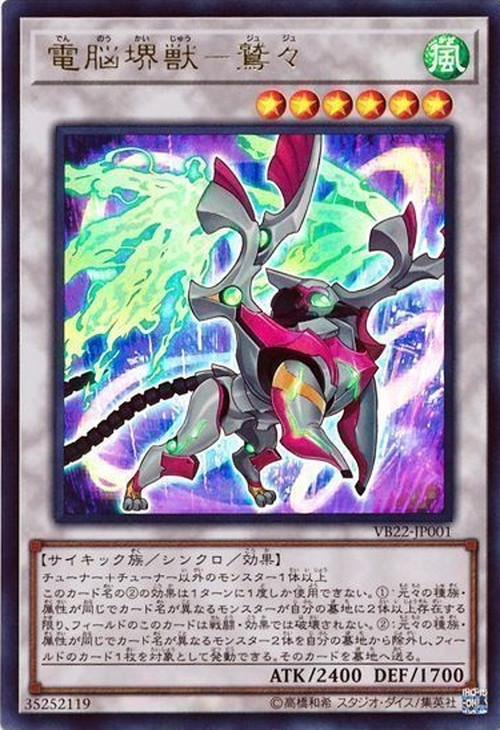 電脳堺獣－鷲々
風
VB22-JP001
【サイキック族／シンクロ／効果】
チューナー＋チューナー以外のモンスター1体以上
このカード名の②の効果は1ターンに1度しか使用できない。①：元々の種族・
属性が同じでカード名が異なるモンスターが自分の墓地に2体以上存在する
限り、フィールドのこのカードは戦闘・効果では破壊されない。②：元々の種族・
属性が同じでカード名が異なるモンスター2体を自分の墓地から除外し、フィー
ルドのカード1枚を対象として発動できる。そのカードを墓地へ送る。
ATK/2400 DEF/1700
35252119
©高橋和希 スタジオ・ダイス/集英社